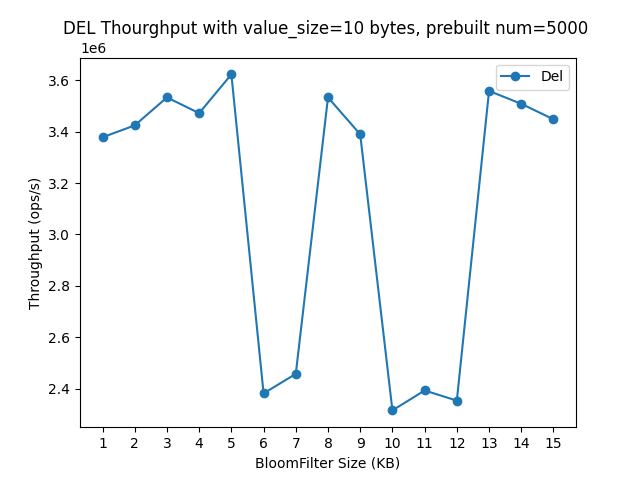 DEL Thourghput with value_size=10 bytes, prebuilt num=5000
1e6
Del
3.6
3.4
3.2
3.0
2.8
2.6
2.4
Throughput (ops/s)
1 2 3 4 5 6 7 8 9 10 11 12 13 14 15
BloomFilter Size (KB)